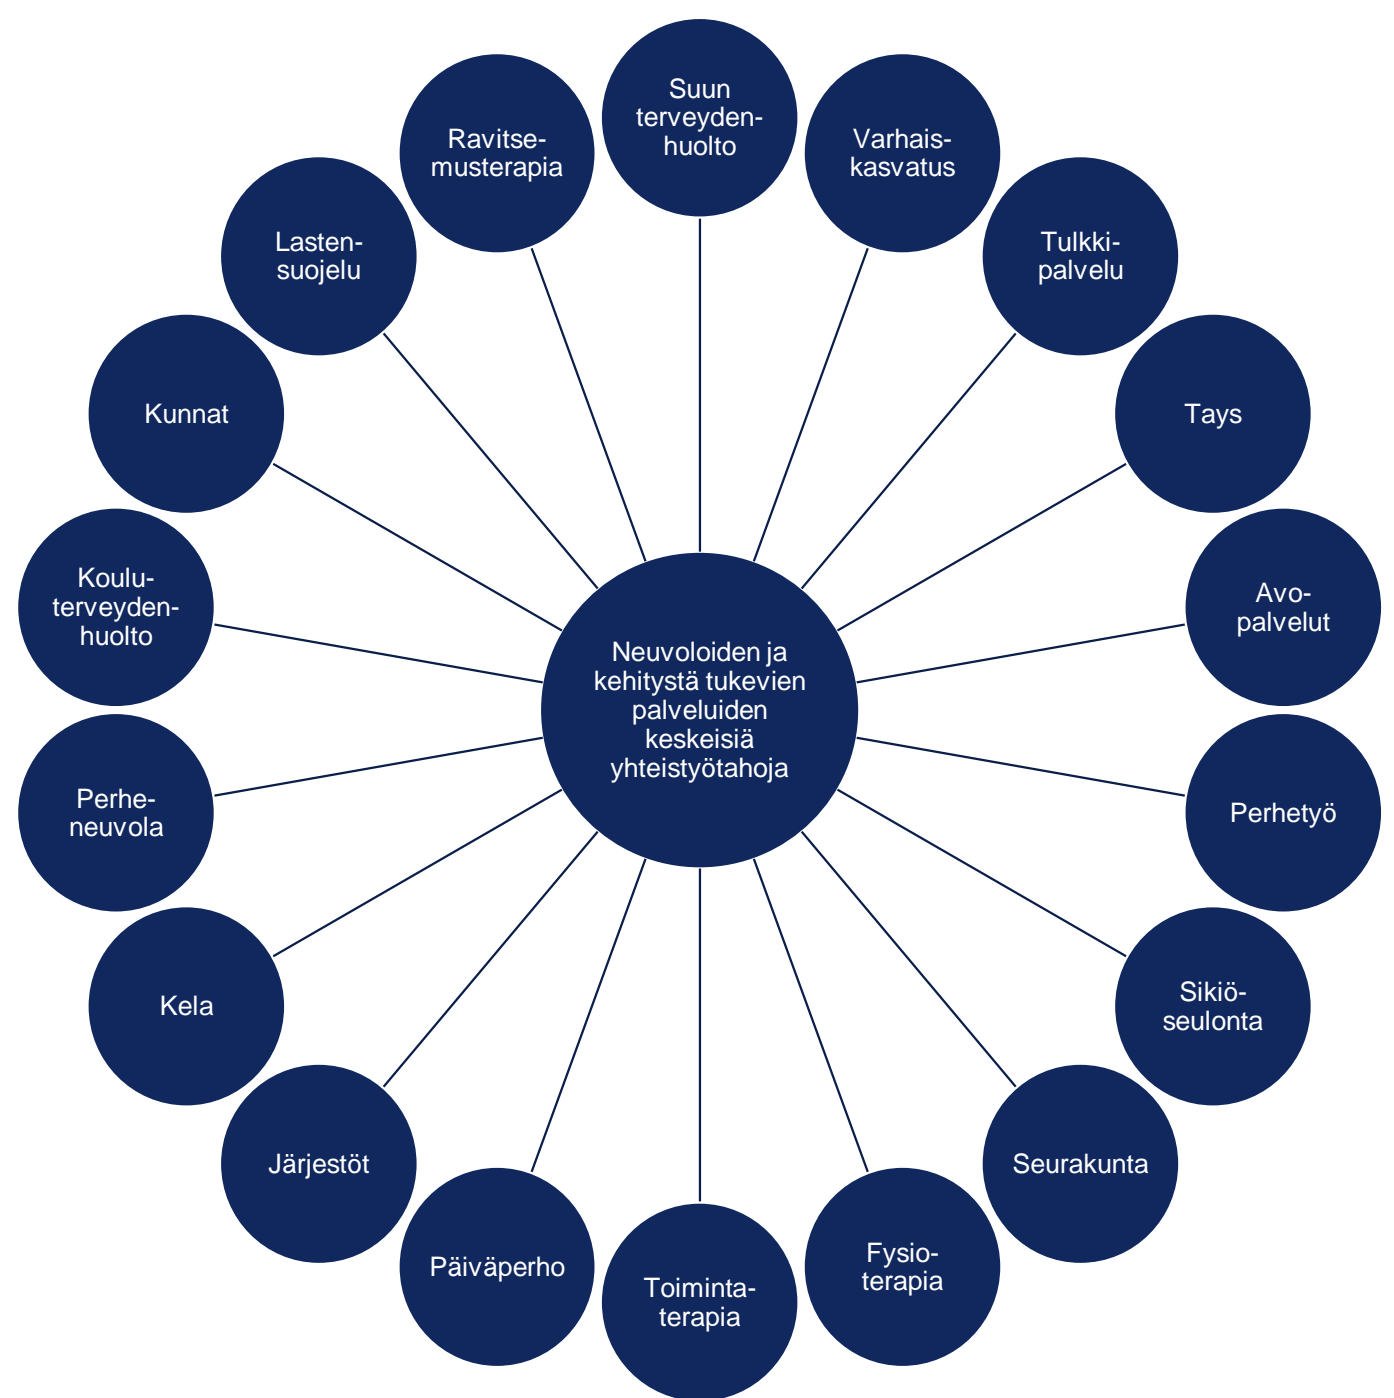 Suun
terveyden-
huolto
Varhais-
kasvatus
Tulkki-
palvelu
Tays
Avo-
palvelut
Perhetyö
Sikiö-
seulonta
Seurakunta
Fysio-
terapia
Toiminta-
terapia
Päiväperho
Järjestöt
Kela
Perhe-
neuvola
Koulu-
terveyden-
huolto
Kunnat
Lasten-
suojelu
Ravitse-
musterapia
Neuvoloiden ja
kehitystä tukevien
palveluiden
keskeisiä
yhteistyötahoja